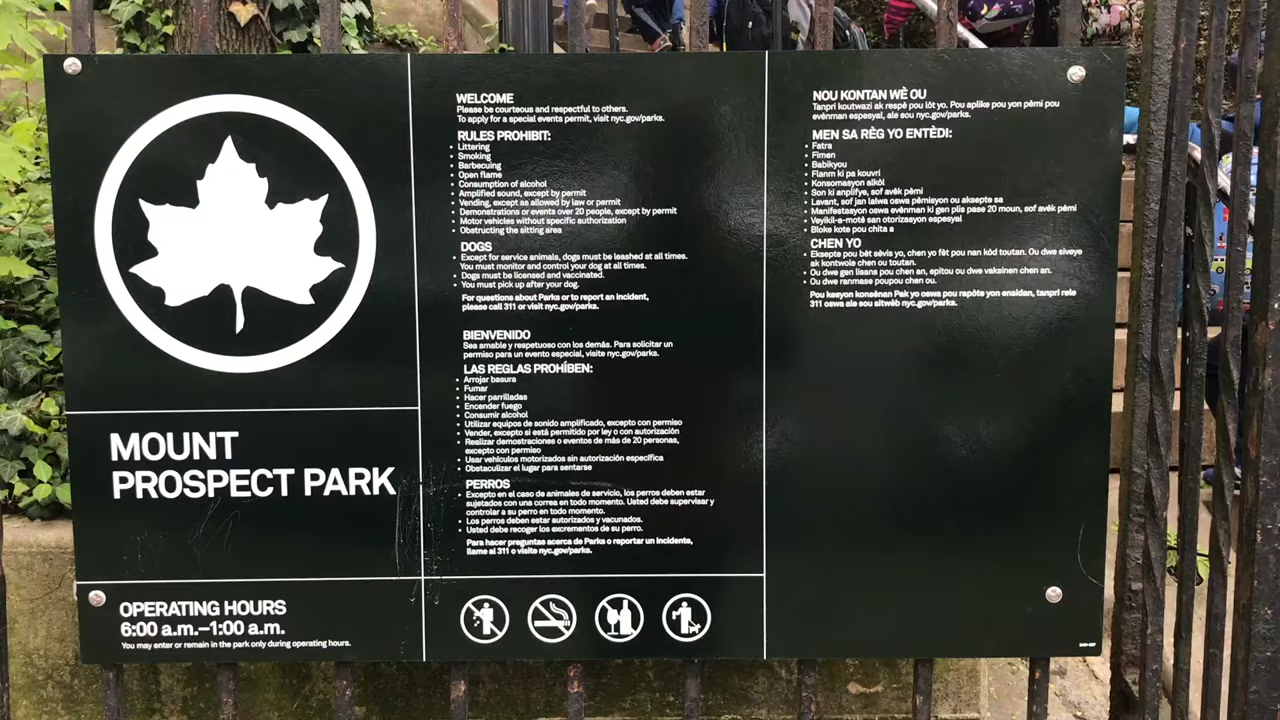 MOUNT
PROSPECT PARK
OPERATING HOURS
6:00 a.m.–1:00 a.m.
You may enter or remain in the park only during operating hours.
WELCOME
Please be courteous and respectful to others.
To apply for a special events permit, visit nyc.gov/parks.
RULES PROHIBIT:
• Littering
• Smoking
• Barbecuing
• Open flame
• Consumption of alcohol
• Amplified sound, except by permit
• Vending, except as allowed by law or permit
• Demonstrations or events over 20 people, except by permit
• Motor vehicles without specific authorization
• Obstructing the sitting area
DOGS
• Except for service animals, dogs must be leashed at all times.
You must monitor and control your dog at all times.
• Dogs must be licensed and vaccinated.
• You must pick up after your dog.
For questions about Parks or to report an incident,
please call 311 or visit nyc.gov/parks.
BIENVENIDO
Sea amable y respetuoso con los demás. Para solicitar un
permiso para un evento especial, visite nyc.gov/parks.
LAS REGLAS PROHÍBEN:
• Arrojar basura
• Fumar
• Hacer parrilladas
• Encender fuego
• Consumir alcohol
• Utilizar equipos de sonido amplificado, excepto con permiso
• Vender, excepto si está permitido por ley o con autorización
• Realizar demostraciones o eventos de más de 20 personas,
excepto con permiso
• Usar vehículos motorizados sin autorización específica
• Obstaculizar el lugar para sentarse
PERROS
• Excepto en el caso de animales de servicio, los perros deben estar
sujetados con una correa en todo momento. Usted debe supervisar y
controlar a su perro en todo momento.
• Los perros deben estar autorizados y vacunados.
• Usted debe recoger los excrementos de su perro.
Para hacer preguntas acerca de Parks o reportar un incidente,
llame al 311 o visite nyc.gov/parks.
NOU KONTAN WÈ OU
Tanpri koutwazi ak respè pou lòt yo. Pou aplike pou yon pèmi pou
evènman espesyal, ale sou nyc.gov/parks.
MEN SA RÈG YO ENTÈDI:
• Fatra
• Fimen
• Babikyou
• Flanm ki pa kouvri
• Konsomasyon alkòl
• Son ki anplifye, sof avèk pèmi
• Lavant, sof jan lalwa oswa pèmisyon ou aksepte sa
• Manifestasyon oswa evènman ki gen plis pase 20 moun, sof avèk pèmi
• Veyikil-a-motè san otorizasyon espesyal
• Bloke kote pou chita a
CHEN YO
• Eksepte pou bèt sèvis yo, chen yo fèt pou nan kòd toutan. Ou dwe siveye
ak kontwole chen ou toutan.
• Ou dwe gen lisans pou chen an, epitou ou dwe vaksinen chen an.
• Ou dwe ranmase poupou chen ou.
Pou kesyon konsènan Pak yo oswa pou rapòte yon ensidan, tanpri rele
311 oswa ale sou sitwèb nyc.gov/parks.